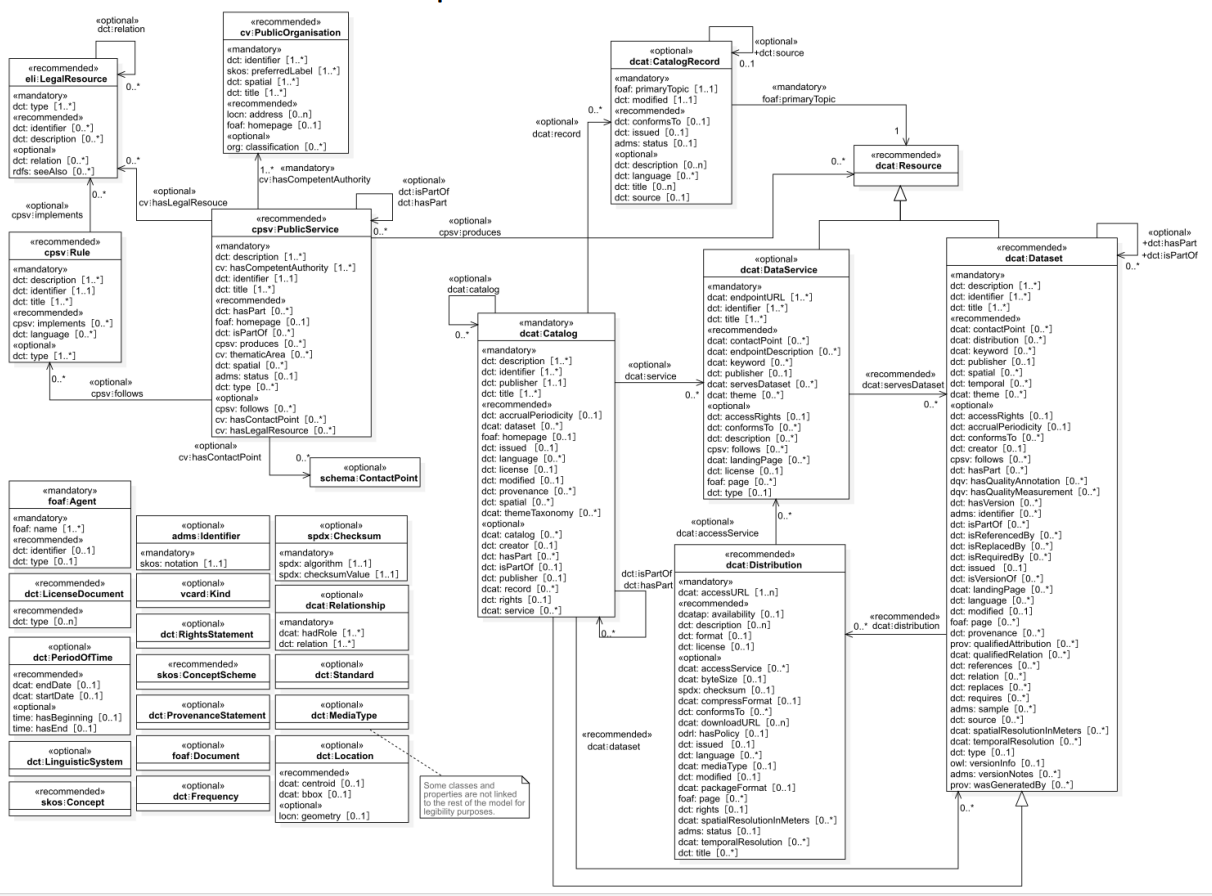 «optional»
dct:relation
«recommended»
eli:LegalResource
«mandatory»
dct: type [1..*]
«recommended»
dct: identifier [0..*]
dct: description [0..*]
«optional»
dct: relation [0..*]
rdfs: seeAlso [0..*]
0..*
0..*
0..*
«optional»
cpsv:implements
«optional»
cv:hasLegalResouce
«recommended»
cpsv:Rule
«mandatory»
dct: description [1..*]
dct: identifier [1..1]
dct: title [1..*]
«recommended»
cpsv: implements [0..*]
dct: language [0..*]
«optional»
dct: type [1..*]
0..*
«optional»
cpsv:follows
«recommended»
cv:PublicOrganisation
«mandatory»
dct: identifier [1..*]
skos: preferredLabel [1..*]
dct: spatial [1..*]
dct: title [1..*]
«recommended»
locn: address [0..n]
foaf: homepage [0..1]
«optional»
org: classification [0..*]
1..* «mandatory»
cv:hasCompetentAuthority
«optional»
dct:isPartOf
dct:hasPart
0..*
«recommended»
cpsv:PublicService
«mandatory»
dct: description [1..*]
cv: hasCompetentAuthority [1..*]
dct: identifier [1..1]
dct: title [1..*]
«recommended»
dct: hasPart [0..*]
foaf: homepage [0..1]
dct: isPartOf [0..*]
cpsv: produces [0..*]
cv: thematicArea [0..*]
dct: spatial [0..*]
adms: status [0..1]
dct: type [0..*]
«optional»
cpsv: follows [0..*]
cv: hasContactPoint [0..*]
cv: hasLegalResource [0..*]
«optional»
cpsv:produces
«optional»
cv:hasContactPoint
0..*
«optional»
schema:ContactPoint
«optional»
dcat:CatalogRecord
«mandatory»
foaf: primaryTopic [1..1]
dct: modified [1..1]
«recommended»
dct: conformsTo [0..1]
dct: issued [0..1]
adms: status [0..1]
«optional»
dct: description [0..n]
dct: language [0..*]
dct: title [0..n]
dct: source [0..1]
«optional»
+dct:source
0..1
«mandatory»
foaf:primaryTopic
1
0..*
«optional»
dcat:record
0..*
«recommended»
dcat:Resource
«optional»
dcat:catalog
0..*
«mandatory»
dcat:Catalog
«mandatory»
dct: description [1..*]
dct: identifier [1..*]
dct: publisher [1..1]
dct: title [1..*]
«recommended»
dct: accrualPeriodicity [0..1]
dcat: dataset [0..*]
foaf: homepage [0..1]
dct: issued [0..1]
dct: language [0..*]
dct: license [0..1]
dct: modified [0..1]
dct: provenance [0..*]
dct: spatial [0..*]
dcat: themeTaxonomy [0..*]
«optional»
dcat: catalog [0..*]
dct: creator [0..1]
dct: hasPart [0..*]
dct: isPartOf [0..1]
dct: publisher [0..1]
dcat: record [0..*]
dct: rights [0..1]
dcat: service [0..*]
«optional»
dcat:service
0..*
dct:isPartOf
dct:hasPart
0..*
«recommended»
dcat:dataset
«optional»
dcat:DataService
«mandatory»
dcat: endpointURL [1..*]
dct: identifier [1..*]
dct: title [1..*]
«recommended»
dcat: contactPoint [0..*]
dcat: endpointDescription [0..*]
dcat: keyword [0..*]
dct: publisher [0..1]
dcat: servesDataset [0..*]
dcat: theme [0..*]
«optional»
dct: accessRights [0..1]
dct: conformsTo [0..*]
dct: description [0..*]
cpsv: follows [0..*]
dcat: landingPage [0..*]
dct: license [0..1]
foaf: page [0..*]
dct: type [0..1]
«recommended»
dcat:servesDataset
0..*
«optional»
dcat:accessService
0..*
«recommended»
dcat:Distribution
«mandatory»
dcat: accessURL [1..n]
«recommended»
dcatap: availability [0..1]
dct: description [0..n]
dct: format [0..1]
dct: license [0..1]
«optional»
dcat: accessService [0..*]
dcat: byteSize [0..1]
spdx: checksum [0..1]
dcat: compressFormat [0..1]
dct: conformsTo [0..*]
dcat: downloadURL [0..n]
odrl: hasPolicy [0..1]
dct: issued [0..1]
dct: language [0..*]
dcat: mediaType [0..1]
dct: modified [0..1]
dcat: packageFormat [0..1]
foaf: page [0..*]
dct: rights [0..1]
dcat: spatialResolutionInMeters [0..*]
adms: status [0..1]
dcat: temporalResolution [0..*]
dct: title [0..*]
«recommended»
0..* dcat:distribution
«optional»
+dct:hasPart
+dct:isPartOf
0..*
«recommended»
dcat:Dataset
«mandatory»
dct: description [1..*]
dct: identifier [1..*]
dct: title [1..*]
«recommended»
dcat: contactPoint [0..*]
dcat: distribution [0..*]
dcat: keyword [0..*]
dct: publisher [0..1]
dct: spatial [0..*]
dct: temporal [0..*]
dcat: theme [0..*]
«optional»
dct: accessRights [0..1]
dct: accrualPeriodicity [0..1]
dct: conformsTo [0..*]
dct: creator [0..1]
cpsv: follows [0..*]
dct: hasPart [0..*]
dqv: hasQualityAnnotation [0..*]
dqv: hasQualityMeasurement [0..*]
dct: hasVersion [0..*]
adms: identifier [0..*]
dct: isPartOf [0..*]
dct: isReferencedBy [0..*]
dct: isReplacedBy [0..*]
dct: isRequiredBy [0..*]
dct: issued [0..1]
dct: isVersionOf [0..*]
dcat: landingPage [0..*]
dct: language [0..*]
dct: modified [0..1]
foaf: page [0..*]
dct: provenance [0..*]
prov: qualifiedAttribution [0..*]
dcat: qualifiedRelation [0..*]
dct: references [0..*]
dct: relation [0..*]
dct: replaces [0..*]
dct: requires [0..*]
adms: sample [0..*]
dct: source [0..*]
dcat: spatialResolutionInMeters [0..*]
dcat: temporalResolution [0..*]
dct: type [0..1]
owl: versionInfo [0..1]
adms: versionNotes [0..*]
prov: wasGeneratedBy [0..*]
0..*
«mandatory»
foaf:Agent
«mandatory»
foaf: name [1..*]
«recommended»
dct: identifier [0..1]
dct: type [0..1]
«recommended»
dct:LicenseDocument
«recommended»
dct: type [0..n]
«optional»
dct:PeriodOfTime
«recommended»
dcat: endDate [0..1]
dcat: startDate [0..1]
«optional»
time: hasBeginning [0..1]
time: hasEnd [0..1]
«optional»
dct:LinguisticSystem
«recommended»
skos:Concept
«optional»
adms:Identifier
«mandatory»
skos: notation [1..1]
«optional»
vcard:Kind
«optional»
dct:RightsStatement
«recommended»
skos:ConceptScheme
«optional»
dct:ProvenanceStatement
«optional»
foaf:Document
«optional»
dct:Frequency
«optional»
spdx:Checksum
«mandatory»
spdx: algorithm [1..1]
spdx: checksumValue [1..1]
«optional»
dcat:Relationship
«mandatory»
dcat: hadRole [1..*]
dct: relation [1..*]
«optional»
dct:Standard
«optional»
dct:MediaType
«optional»
dct:Location
«recommended»
dcat: centroid [0..1]
dcat: bbox [0..1]
«optional»
locn: geometry [0..1]
Some classes and
properties are not linked
to the rest of the model for
legibility purposes.